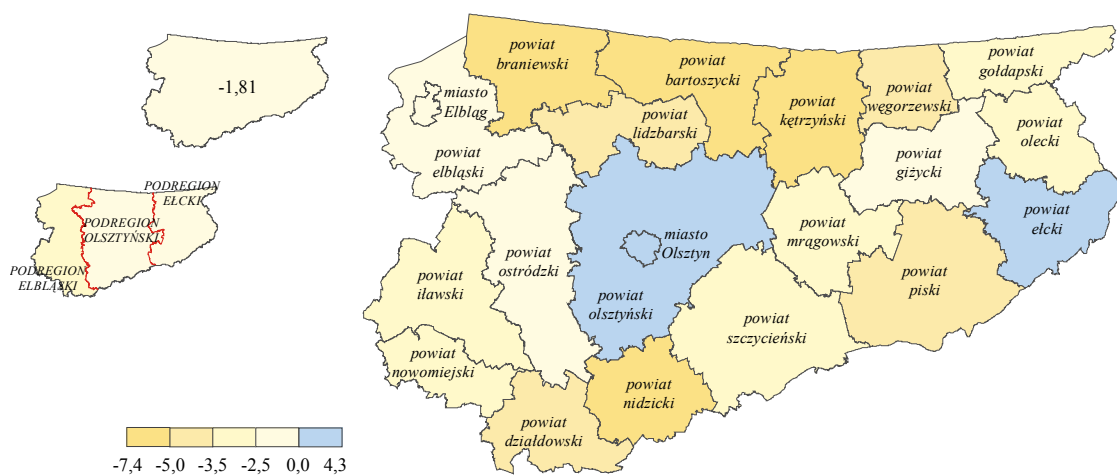 -1,81
PODREGION
EŁCKI
PODREGION
OLSZTYŃSKI
PODREGION
ELBLĄSKI
powiat
braniewski
powiat
bartoszycki
powiat
gołdapski
miasto
Elbląg
powiat
lidzbarski
powiat
kętrzyński
powiat
węgorzewski
powiat
olecki
powiat
elbląski
powiat
giżycki
powiat
ełcki
powiat
ostródzki
miasto
Olsztyn
powiat
mrągowski
powiat
iławski
powiat
olsztyński
powiat
piski
powiat
szczycieński
powiat
nowomiejski
powiat
nidzicki
powiat
działdowski
-7,4 -5,0 -3,5 -2,5 0,0 4,3